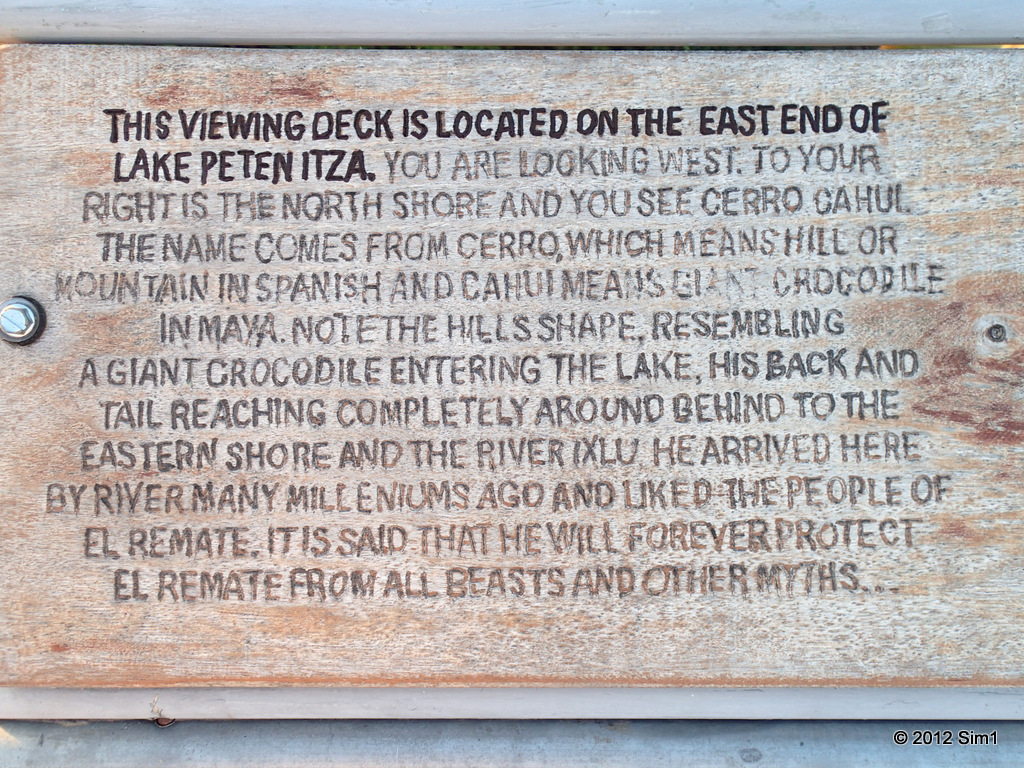 THIS VIEWING DECK IS LOCATED ON THE EAST END OF
LAKE PETEN ITZA. YOU ARE LOOKING WEST. TO YOUR
RIGHT IS THE NORTH SHORE AND YOU SEE CERRO CAHUI.
THE NAME COMES FROM CERRO, WHICH MEANS HILL OR
MOUNTAIN IN SPANISH AND CAHUI MEANS GIANT CROCODILE
IN MAYA. NOTE THE HILLS SHAPE, RESEMBLING
A GIANT CROCODILE ENTERING THE LAKE, HIS BACK AND
TAIL REACHING COMPLETELY AROUND BEHIND TO THE
EASTERN SHORE AND THE RIVER IXLU HE ARRIVED HERE
BY RIVER MANY MILLENIUMS AGO AND LIKED THE PEOPLE OF
EL REMATE. IT IS SAID THAT HE WILL FOREVER PROTECT
EL REMATE FROM ALL BEASTS AND OTHER MYTHS...
© 2012 Sim1